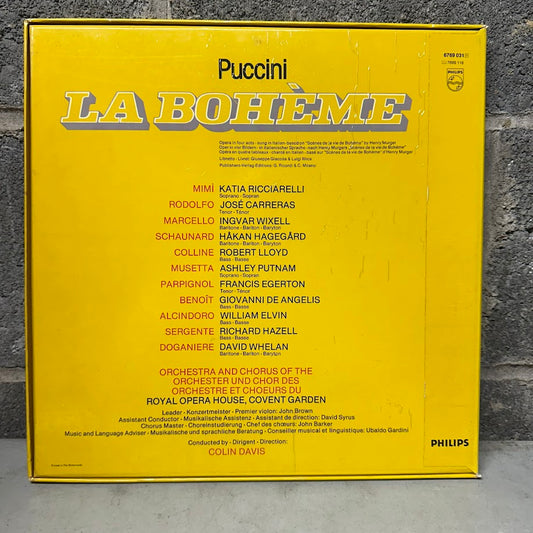 6769 031
PHILIPS
Puccini
LA BOHÈME
Opera in four acts · sung in Italian · based on "Scènes de la vie de Bohème" by Henry Murger
Oper in vier Bildern · in italienischer Sprache · nach Henry Murgers „Scènes de la vie de Bohème"
Opéra en quatre tableaux · chanté en italien · basé sur "Scènes de la vie de Bohème" d'Henry Murger
Libretto · Livret: Giuseppe Giacosa & Luigi Illica
Publishers · Verlag · Editions: G. Ricordi & C. Milano
MIMÌ KATIA RICCIARELLI
Soprano · Sopran
RODOLFO JOSÉ CARRERAS
Tenor · Ténor
MARCELLO INGVAR WIXELL
Baritone · Bariton · Baryton
SCHAUNARD HÅKAN HAGEGÅRD
Baritone · Bariton · Baryton
COLLINE ROBERT LLOYD
Bass · Basse
MUSETTA ASHLEY PUTNAM
Soprano · Sopran
PARPIGNOL FRANCIS EGERTON
Tenor · Ténor
BENOÎT GIOVANNI DE ANGELIS
Bass · Basse
ALCINDORO WILLIAM ELVIN
Bass · Basse
SERGENTE RICHARD HAZELL
Bass · Basse
DOGANIERE DAVID WHELAN
Baritone · Bariton · Baryton
ORCHESTRA AND CHORUS OF THE
ORCHESTER UND CHOR DES
ORCHESTRE ET CHOEURS DU
ROYAL OPERA HOUSE, COVENT GARDEN
Leader · Konzertmeister · Premier violon: John Brown
Assistant Conductor · Musikalische Assistenz · Assistant de direction: David Syrus
Chorus Master · Choreinstudierung · Chef des chœurs: John Barker
Music and Language Adviser · Musikalische und sprachliche Beratung · Conseiller musical et linguistique: Ubaldo Gardini
Conducted by · Dirigent · Direction:
COLIN DAVIS
PHILIPS